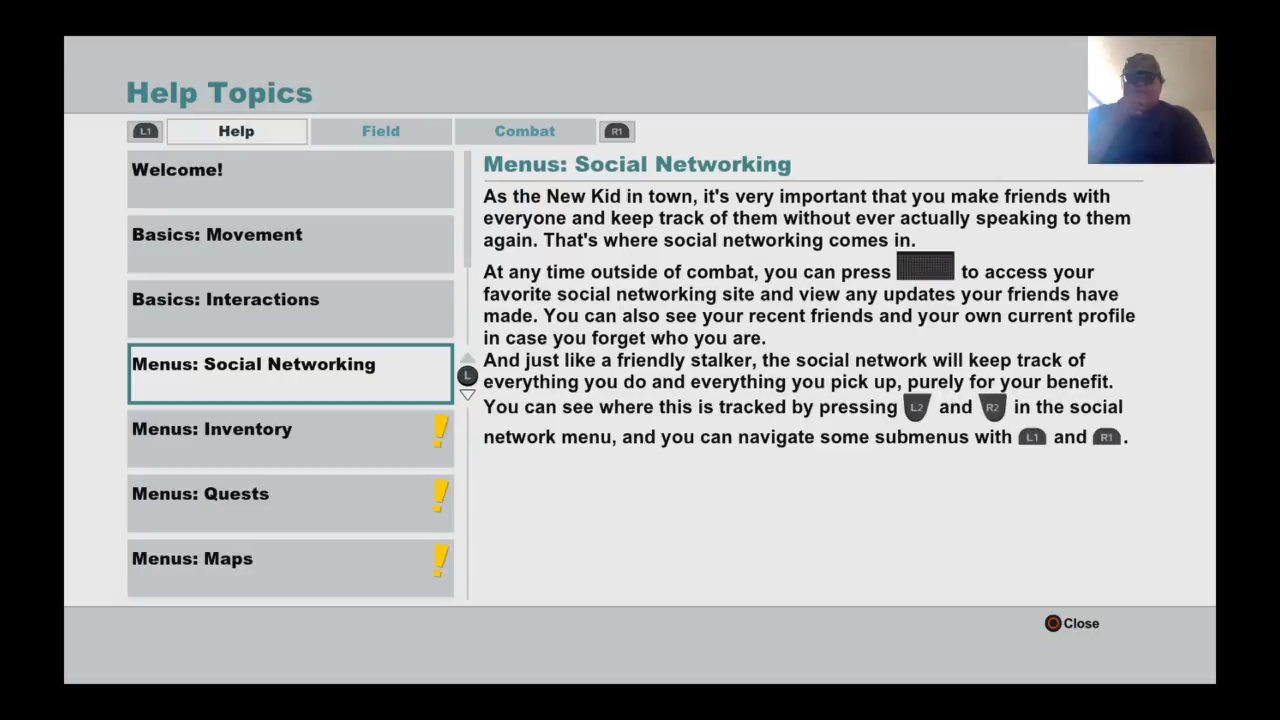 Help Topics
L1 Help Field Combat R1
Welcome!
Basics: Movement
Basics: Interactions
Menus: Social Networking
Menus: Inventory
Menus: Quests
Menus: Maps
L
Menus: Social Networking
As the New Kid in town, it's very important that you make friends with
everyone and keep track of them without ever actually speaking to them
again. That's where social networking comes in.
At any time outside of combat, you can press to access your
favorite social networking site and view any updates your friends have
made. You can also see your recent friends and your own current profile
in case you forget who you are.
And just like a friendly stalker, the social network will keep track of
everything you do and everything you pick up, purely for your benefit.
You can see where this is tracked by pressing L2 and R2 in the social
network menu, and you can navigate some submenus with L1 and R1.
Close